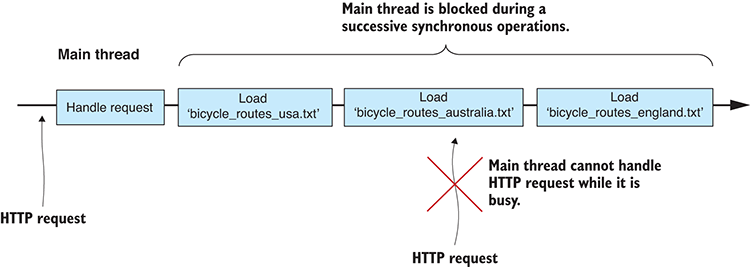 Main thread is blocked during a
successive synchronous operations.
Main thread
Handle request
Load
‘bicycle_routes_usa.txt’
Load
‘bicycle_routes_australia.txt’
Load
‘bicycle_routes_england.txt’
Main thread cannot handle
HTTP request while it is
busy.
HTTP request
HTTP request